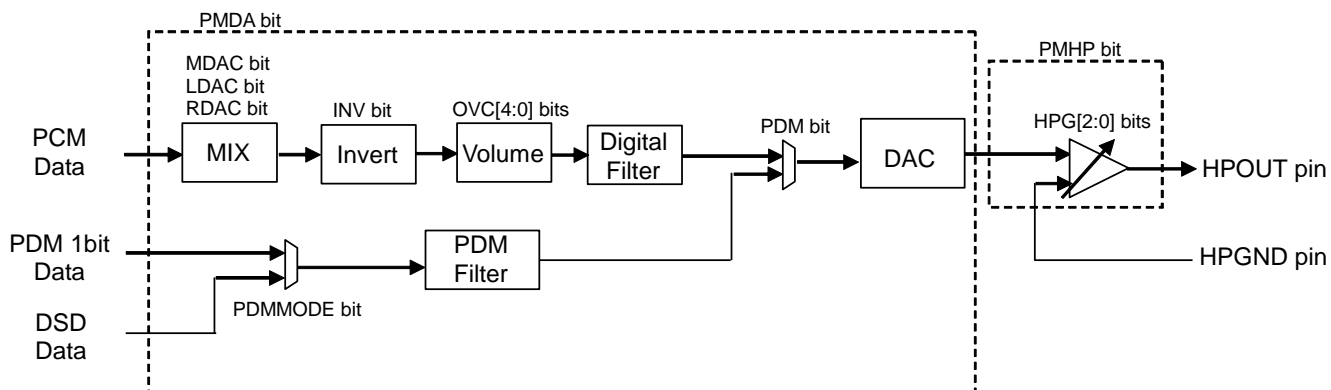 PMDA bit
PMHP bit
MDAC bit
LDAC bit
RDAC bit
INV bit
OVC[4:0] bits
PDM bit
HPG[2:0] bits
PCM
Data
MIX
Invert
Volume
Digital
Filter
DAC
HPOUT pin
PDM 1bit
Data
PDM
Filter
HPGND pin
PDMMODE bit
DSD
Data